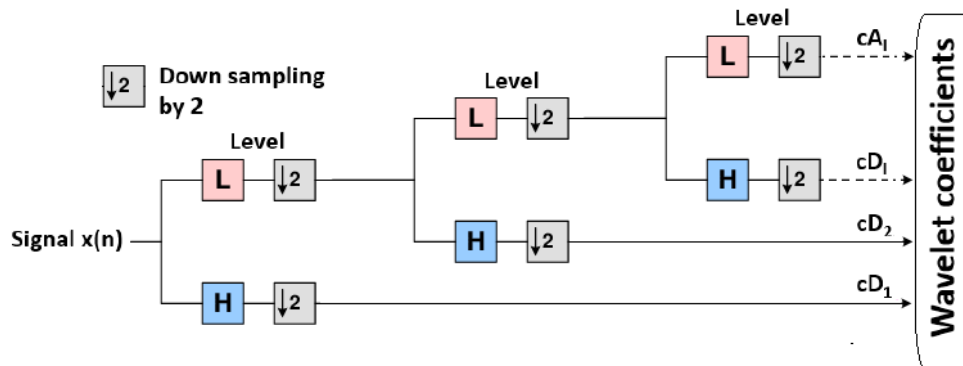 Level
L
↓2
cA_l
Down sampling
by 2
↓2
Level
L
↓2
Level
L
↓2
H
↓2
cD_l
Signal x(n)
H
↓2
cD_2
H
↓2
cD_1
Wavelet coefficients